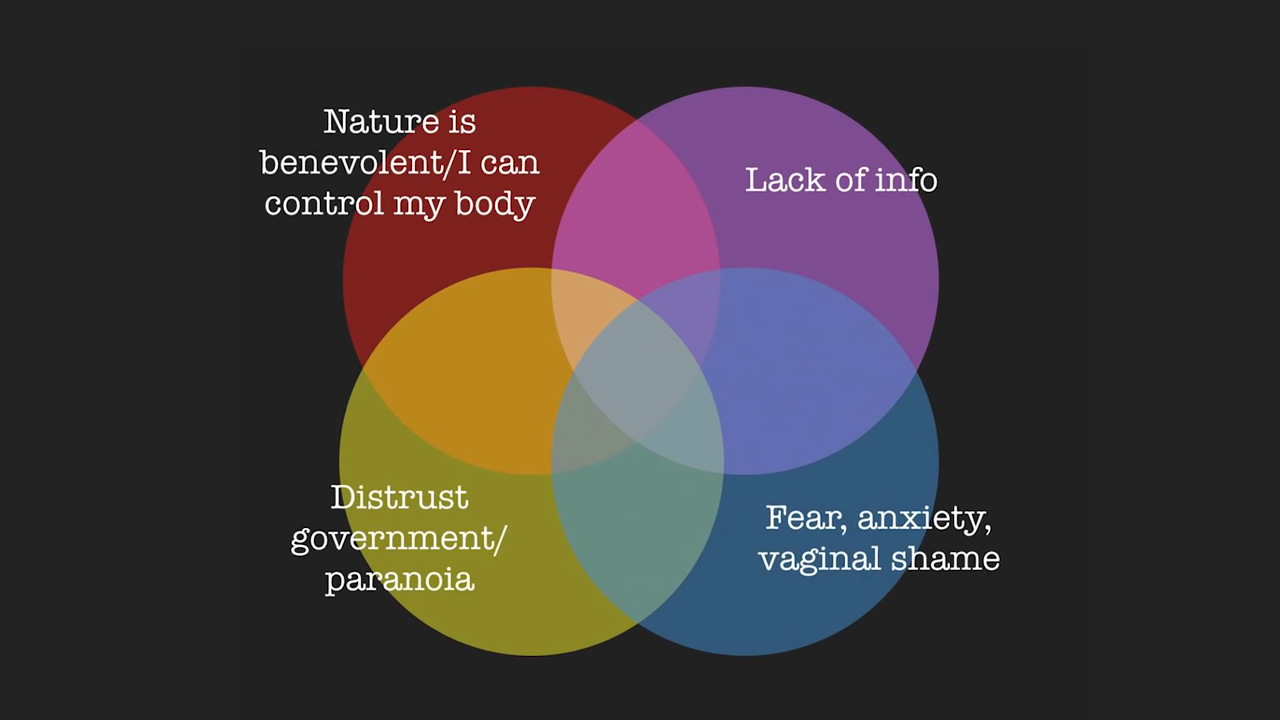 Nature is
benevolent/I can
control my body
Lack of info
Distrust
government/
paranoia
Fear, anxiety,
vaginal shame